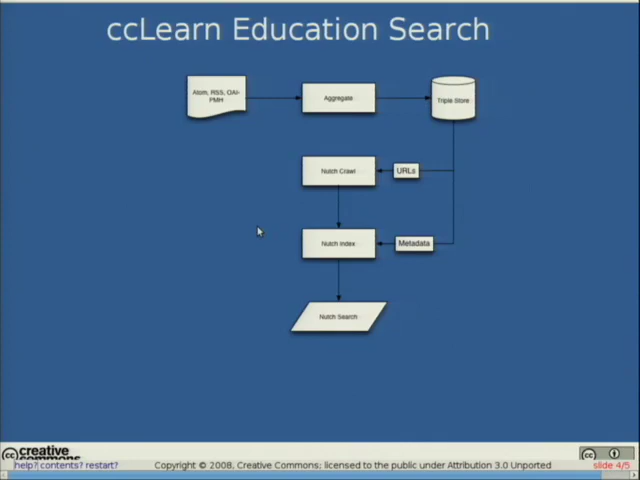 ccLearn Education Search
Atom, RSS, OAI-
PMH
Aggregate
Triple Store
Nutch Crawl
URLs
Nutch Index
Metadata
Nutch Search
cc creative
commons
cc
help? contents? restart?
Copyright © 2008, Creative Commons; licensed to the public under Attribution 3.0 Unported
slide 4/5